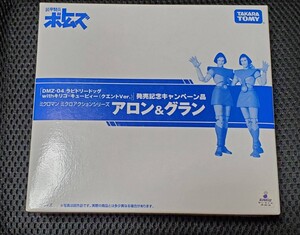 装甲騎兵
ボトムズ
TAKARA
TOMY
［DMZ-04.ラビドリードッグ
withキリコ・キュービィー〈クエントVer.〉］発売記念キャンペーン品
ミクロマン ミクロアクションシリーズ
アロン&グラン